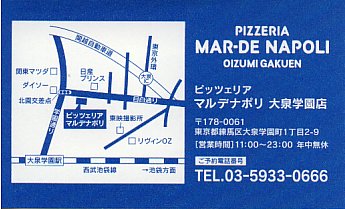 PIZZERIA
MAR-DE NAPOLI
OIZUMI GAKUEN
ピッツェリア
マルデナポリ 大泉学園店
〒178-0061
東京都練馬区大泉学園町1丁目2-9
[営業時間]11:00〜23:00 年中無休
ご予約電話番号
TEL.03-5933-0666
関越自動車道
東京外環
大泉IC
関東マツダ
ダイソー
北園交差点
日産プリンス
目白通り
ピッツェリア
マルデナポリ
東映撮影所
リヴィンOZ
大泉学園駅
西武池袋線
→池袋方面